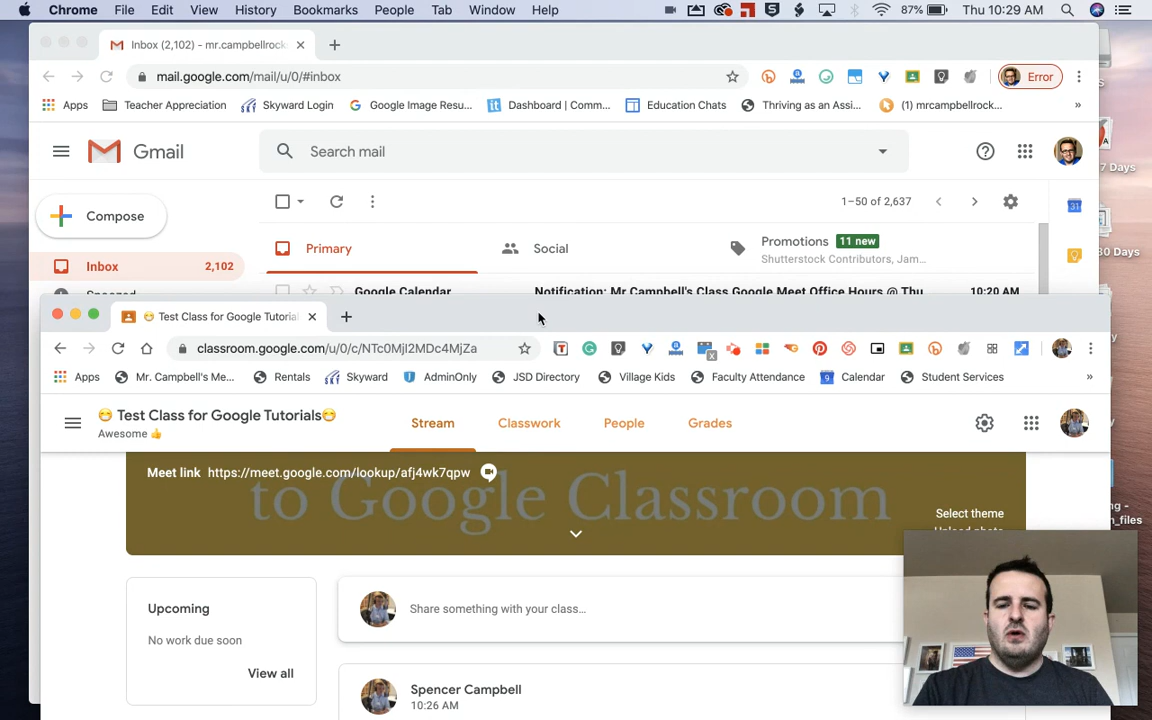 Chrome File Edit View History Bookmarks People Tab Window Help 87% Thu 10:29 AM
Inbox (2,102) - mr.campbellrock
mail.google.com/mail/u/0/#inbox Error
Apps Teacher Appreciation Skyward Login Google Image Resu... Dashboard | Comm... Education Chats Thriving as an Assi... (1) mrcampbellrock... »
Gmail Search mail
7 Days
Compose 1–50 of 2,637
31
Primary Social Promotions 11 new
Shutterstock Contributors, Jam...
30 Days
Inbox 2,102
Snoozed Google Calendar Notification: Mr Campbell's Class Google Meet Office Hours @ Thu 10:20 AM
Test Class for Google Tutorials
classroom.google.com/u/0/c/NTc0MjI2MDc4MjZa
Apps Mr. Campbell's Me... Rentals Skyward AdminOnly JSD Directory Village Kids Faculty Attendance Calendar Student Services »
😁 Test Class for Google Tutorials😁 Stream Classwork People Grades
Awesome 👍
Meet link https://meet.google.com/lookup/afj4wk7qpw
to Google Classroom
Select theme
Upload photo
Upcoming
No work due soon
View all
Share something with your class...
Spencer Campbell
10:26 AM